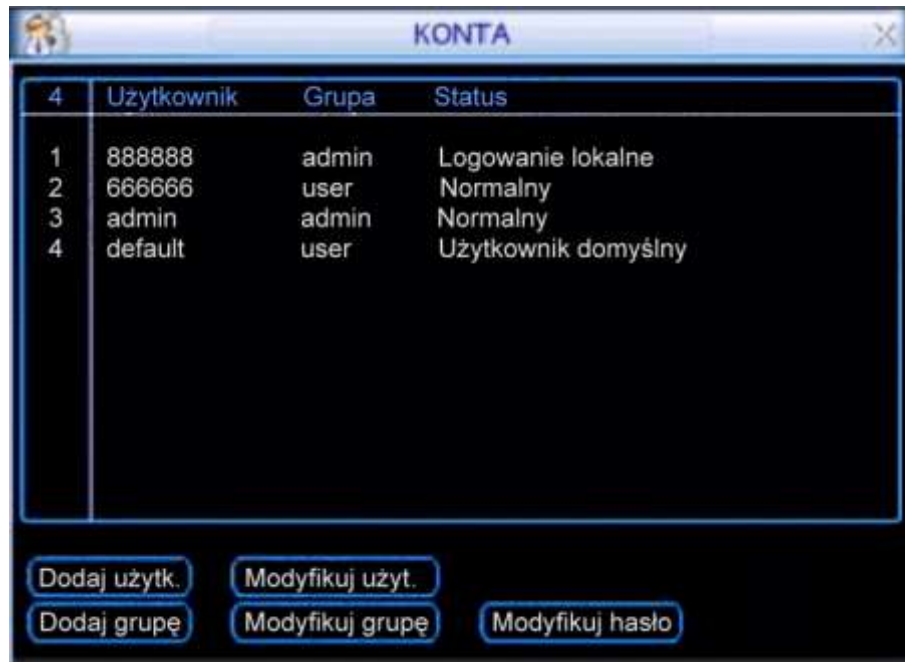 KONTA
4 Użytkownik Grupa Status
1 888888 admin Logowanie lokalne
2 666666 user Normalny
3 admin admin Normalny
4 default user Użytkownik domyślny
Dodaj użytk. Modyfikuj użyt.
Dodaj grupę Modyfikuj grupę Modyfikuj hasło